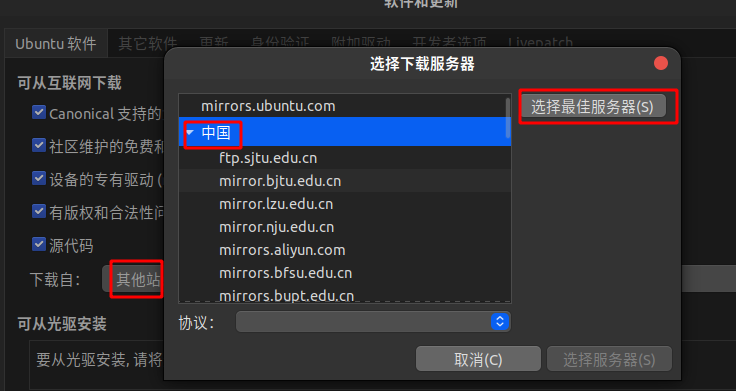 软件和更新
Ubuntu 软件 其它软件 更新 身份验证 附加驱动 开发者选项 Livepatch
选择下载服务器
可从互联网下载
mirrors.ubuntu.com
选择最佳服务器(S)
Canonical 支持的
中国
社区维护的免费和
ftp.sjtu.edu.cn
设备的专有驱动 (
mirror.bjtu.edu.cn
mirror.lzu.edu.cn
有版权和合法性问
mirror.nju.edu.cn
源代码
mirrors.aliyun.com
下载自:
其他站
mirrors.bfsu.edu.cn
mirrors.bupt.edu.cn
可从光驱安装
协议:
要从光驱安装, 请将
取消(C)
选择服务器(S)